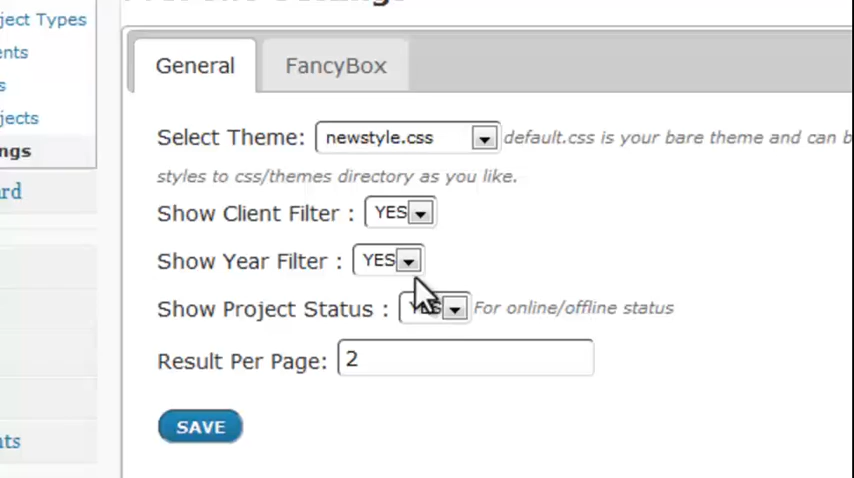 ject Types
ents
s
jects
ngs
rd
nts
General
FancyBox
Select Theme: newstyle.css default.css is your bare theme and can b
styles to css/themes directory as you like.
Show Client Filter : YES
Show Year Filter : YES
Show Project Status : YES For online/offline status
Result Per Page: 2
SAVE